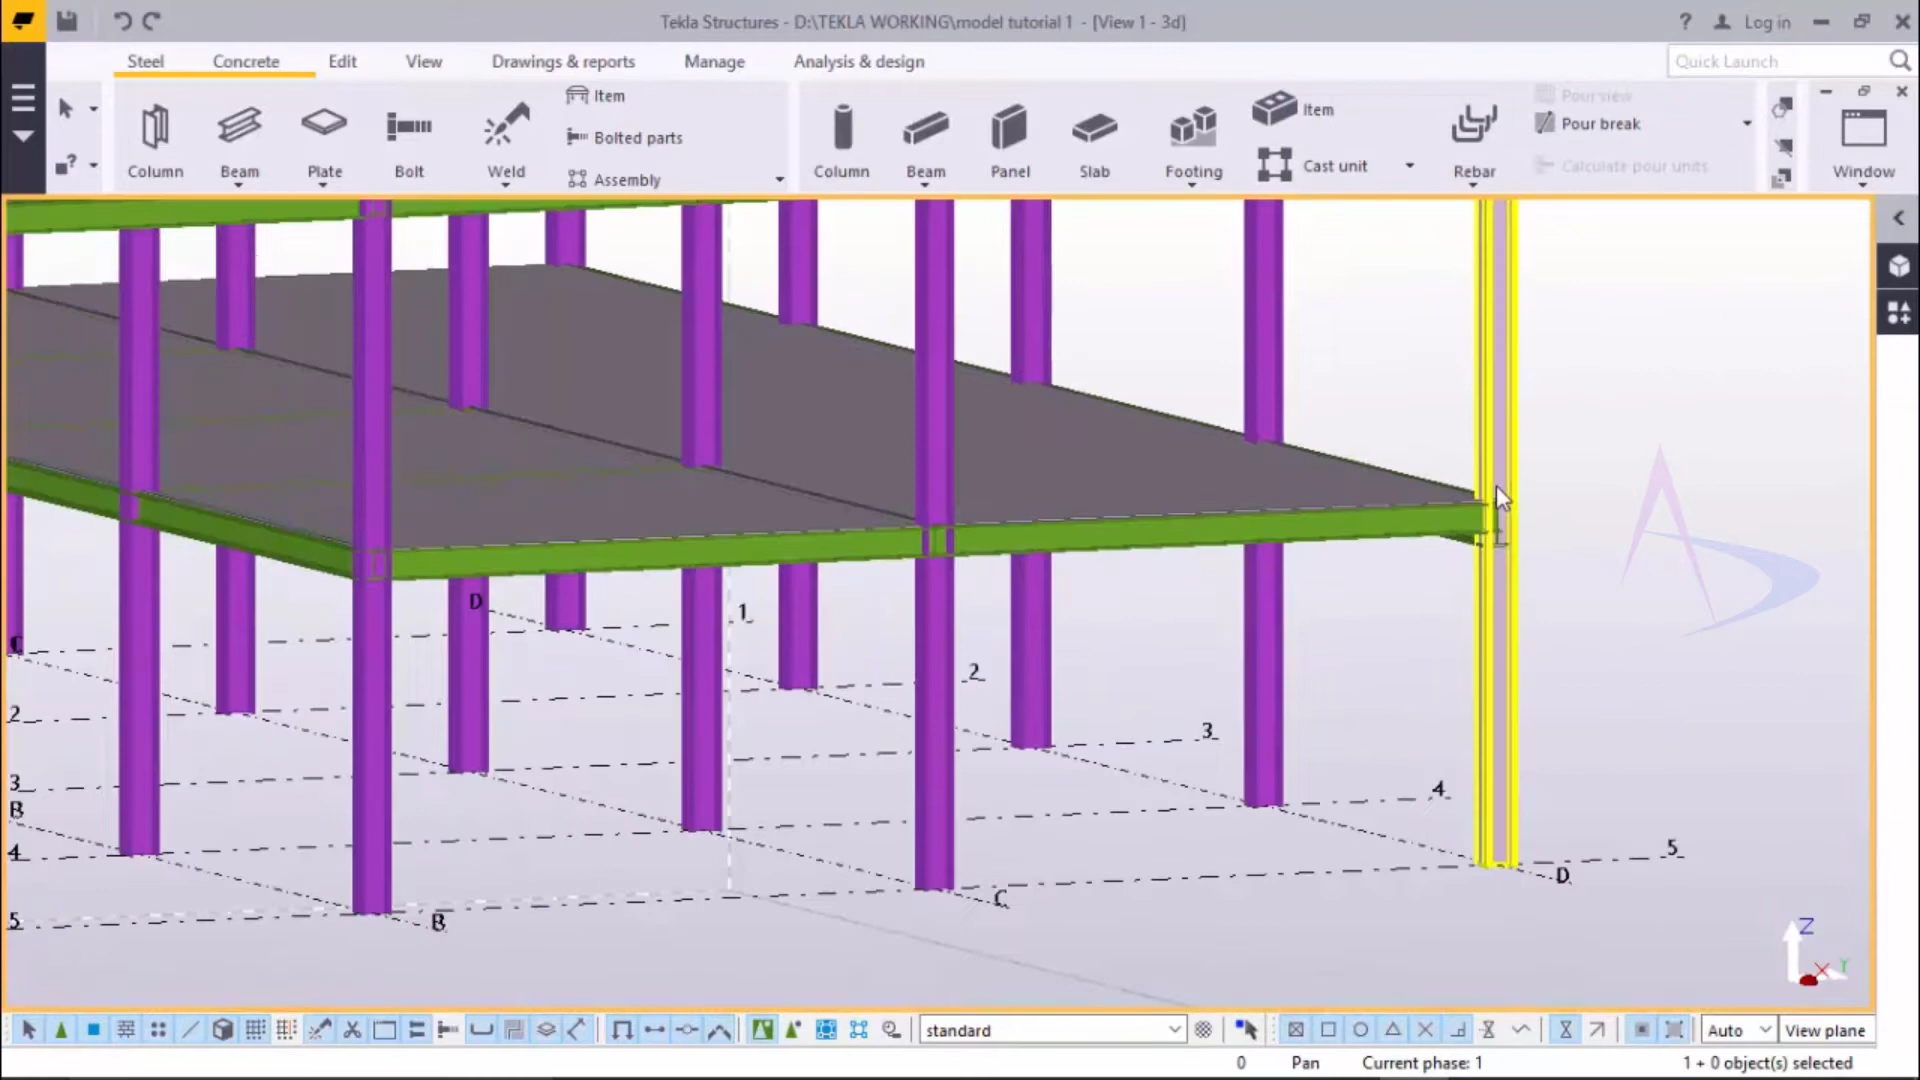 Tekla Structures - D:\TEKLA WORKING\model tutorial 1 - [View 1 - 3d]
? Log in
Steel Concrete Edit View Drawings & reports Manage Analysis & design
Quick Launch
Column Beam Plate Bolt Weld
Item
Bolted parts
Assembly
Column Beam Panel Slab Footing
Item
Cast unit
Rebar
Pour view
Pour break
Calculate pour units
Window
D
1
2
3
4
5
D
C
B
C
2
3
B
4
5
Z
X
Y
standard
Auto
View plane
0 Pan Current phase: 1 1 + 0 object(s) selected